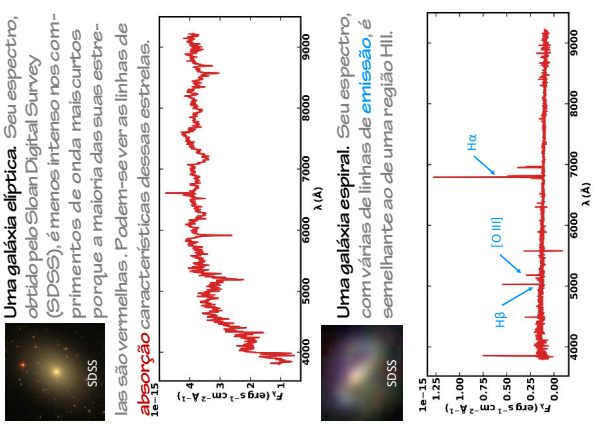 Uma galáxia elíptica. Seu espectro,
obtido pelo Sloan Digital Survey
(SDSS), é menos intenso nos com-
primentos de onda mais curtos
porque a maioria das suas estre-
las são vermelhas. Podem-se ver as linhas de
absorção características dessas estrelas.
SDSS
1e-15
Fλ (erg s⁻¹ cm⁻² Å⁻¹)
4
3
2
1
4000
5000
6000
7000
8000
9000
λ (Å)
Uma galáxia espiral. Seu espectro,
com várias de linhas de emissão, é
semelhante ao de uma região HII.
SDSS
1e-15
Fλ (erg s⁻¹ cm⁻² Å⁻¹)
1.25
1.00
0.75
0.50
0.25
0.00
Hβ
[O III]
Hα
4000
5000
6000
7000
8000
9000
λ (Å)